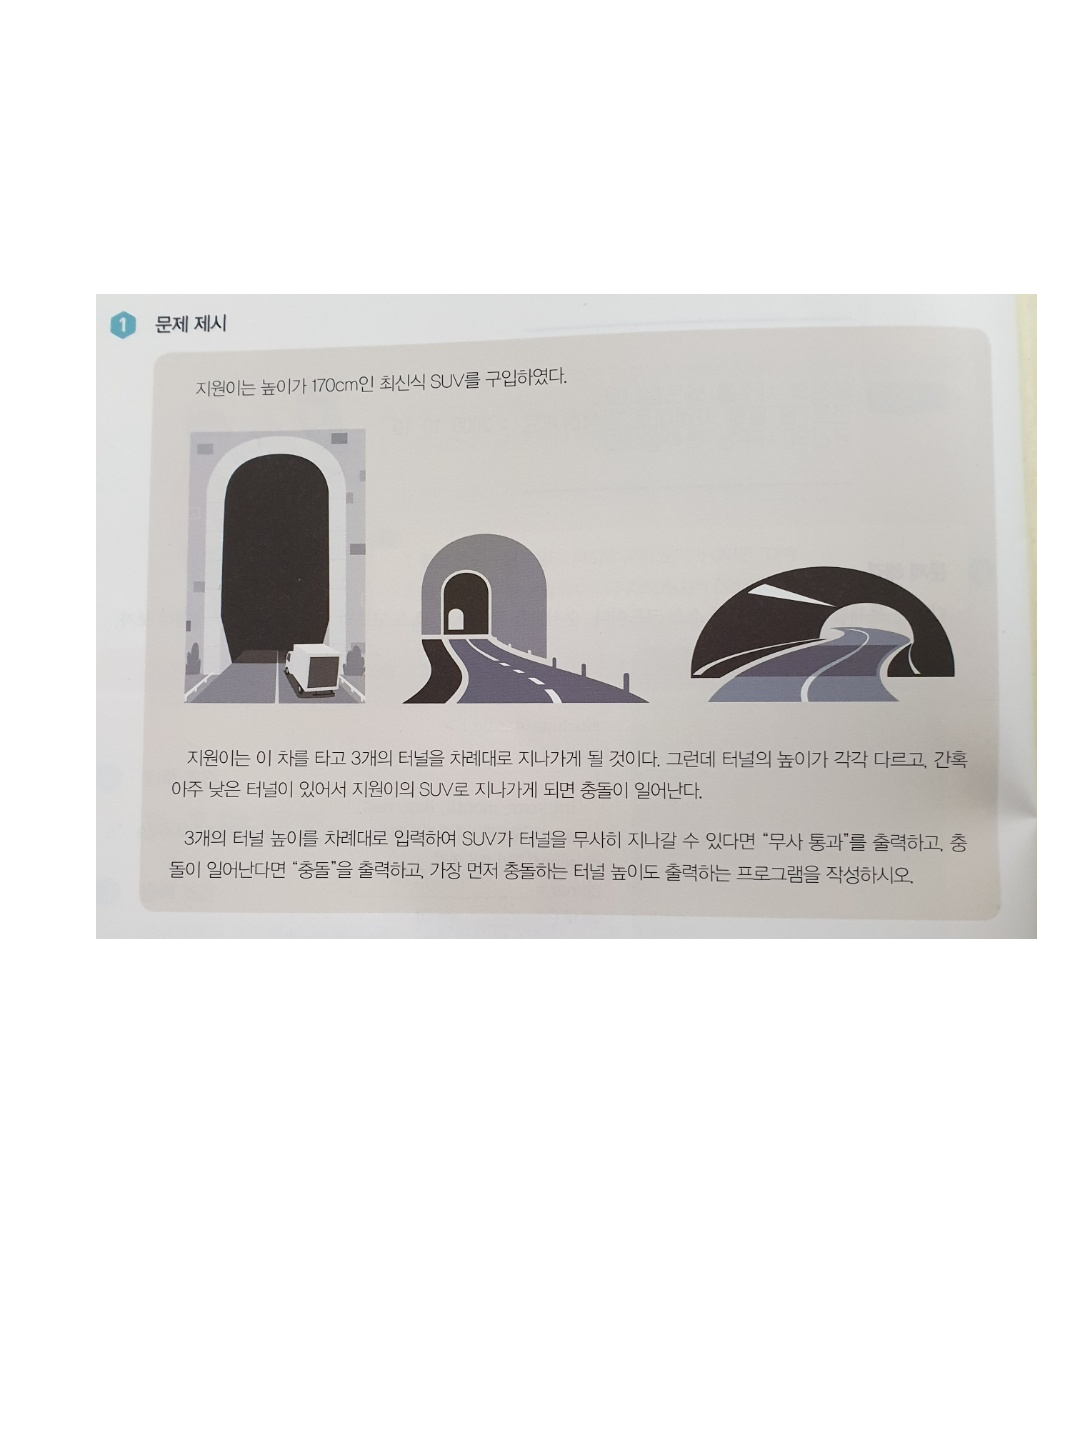 1 문제 제시
지원이는 높이가 170cm인 최신식 SUV를 구입하였다.
지원이는 이 차를 타고 3개의 터널을 차례대로 지나가게 될 것이다. 그런데 터널의 높이가 각각 다르고, 간혹
아주 낮은 터널이 있어서 지원이의 SUV로 지나가게 되면 충돌이 일어난다.
3개의 터널 높이를 차례대로 입력하여 SUV가 터널을 무사히 지나갈 수 있다면 “무사 통과”를 출력하고, 충
돌이 일어난다면 “충돌”을 출력하고, 가장 먼저 충돌하는 터널 높이도 출력하는 프로그램을 작성하시오.